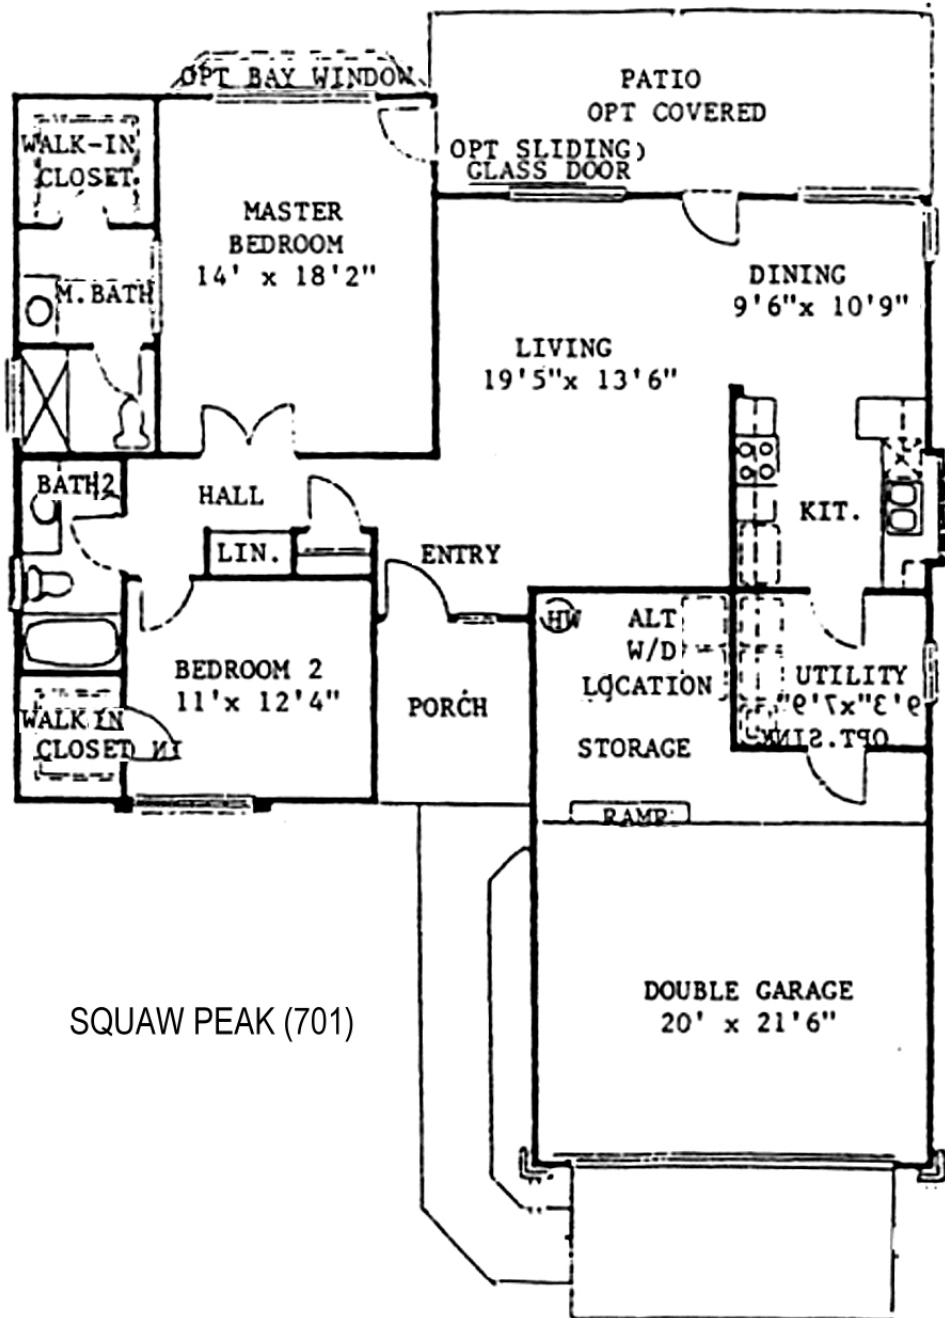 OPT BAY WINDOW
PATIO
OPT COVERED
WALK-IN
CLOSET
OPT SLIDING)
GLASS DOOR
MASTER
BEDROOM
14' x 18'2"
M. BATH
DINING
9'6"x 10'9"
LIVING
19'5"x 13'6"
BATH2
HALL
KIT.
LIN.
ENTRY
HW
ALT
W/D
LOCATION
BEDROOM 2
11'x 12'4"
UTILITY
9'3"x7'9"
OPT.SINK
WALK IN
CLOSET
IN
PORCH
STORAGE
RAMP
DOUBLE GARAGE
20' x 21'6"
SQUAW PEAK (701)